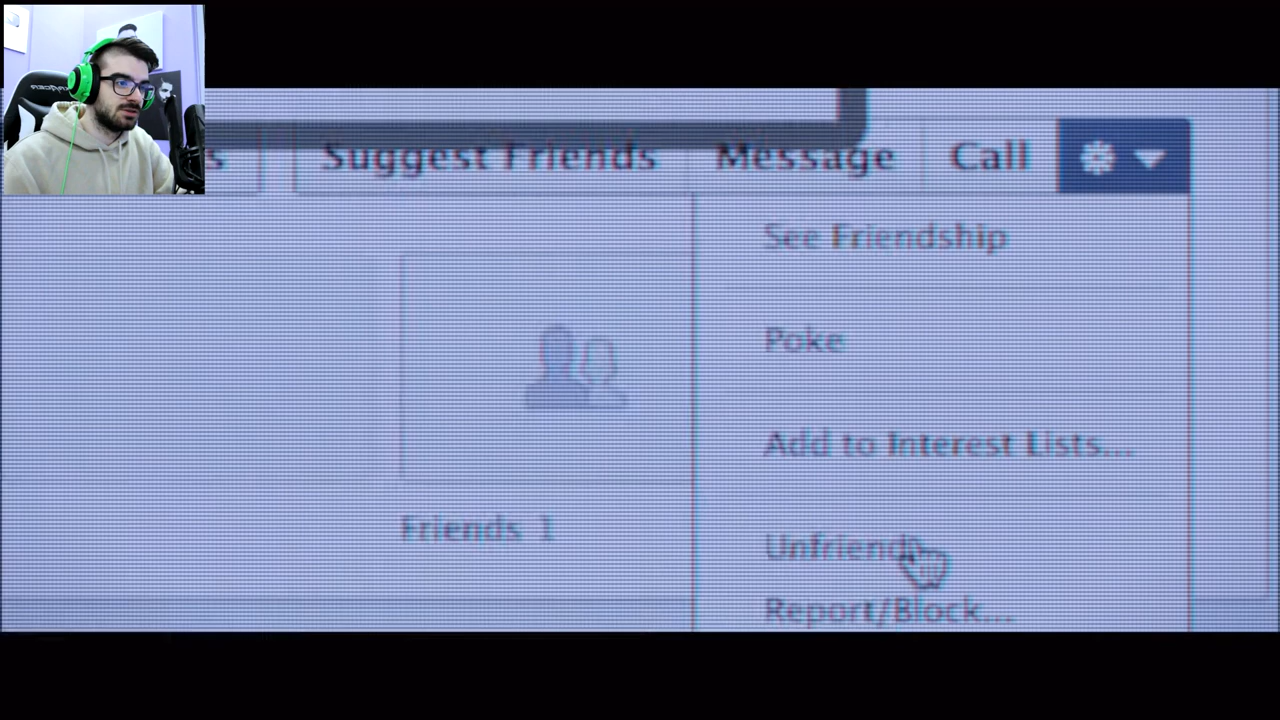 s
Suggest Friends
Message
Call
See Friendship
Poke
Add to Interest Lists...
Friends 1
Unfriend
Report/Block...